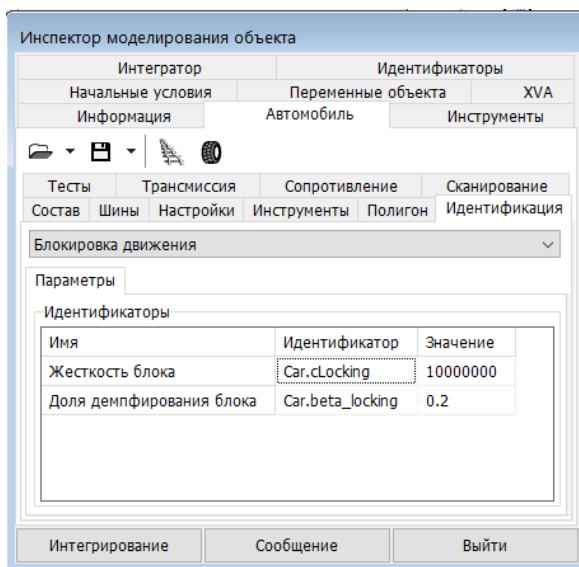 Инспектор моделирования объекта
Интегратор Идентификаторы
Начальные условия Переменные объекта XVA
Информация Автомобиль Инструменты
Тесты Трансмиссия Сопротивление Сканирование
Состав Шины Настройки Инструменты Полигон Идентификация
Блокировка движения
Параметры
Идентификаторы
Имя Идентификатор Значение
Жесткость блока Car.cLocking 10000000
Доля демпфирования блока Car.beta_locking 0.2
Интегрирование Сообщение Выйти